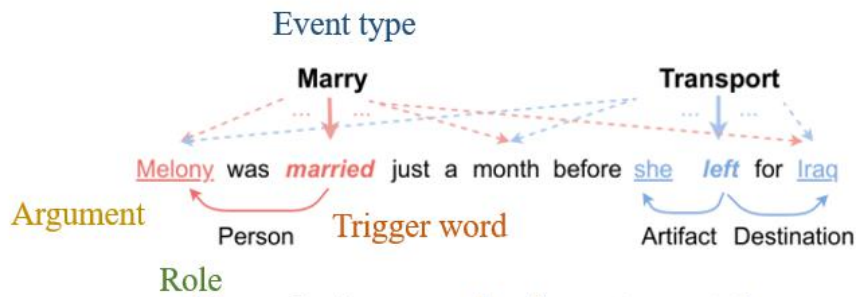 Event type
Marry Transport
... ... ... ...
Melony was married just a month before she left for Iraq
Argument Person Trigger word Artifact Destination
Role